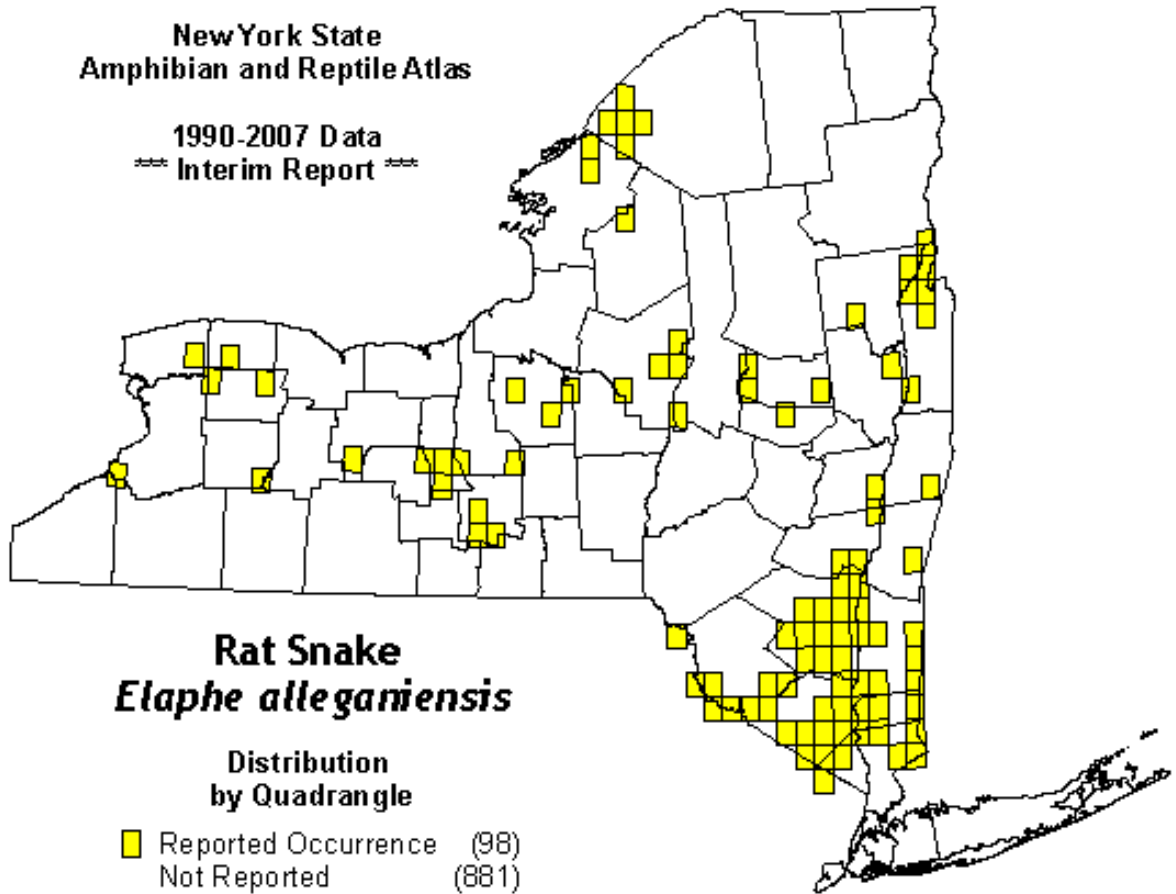 New York State
Amphibian and Reptile Atlas
1990-2007 Data
*** Interim Report ***
Rat Snake
Elaphe alleganiensis
Distribution
by Quadrangle
Reported Occurrence (98)
Not Reported (881)